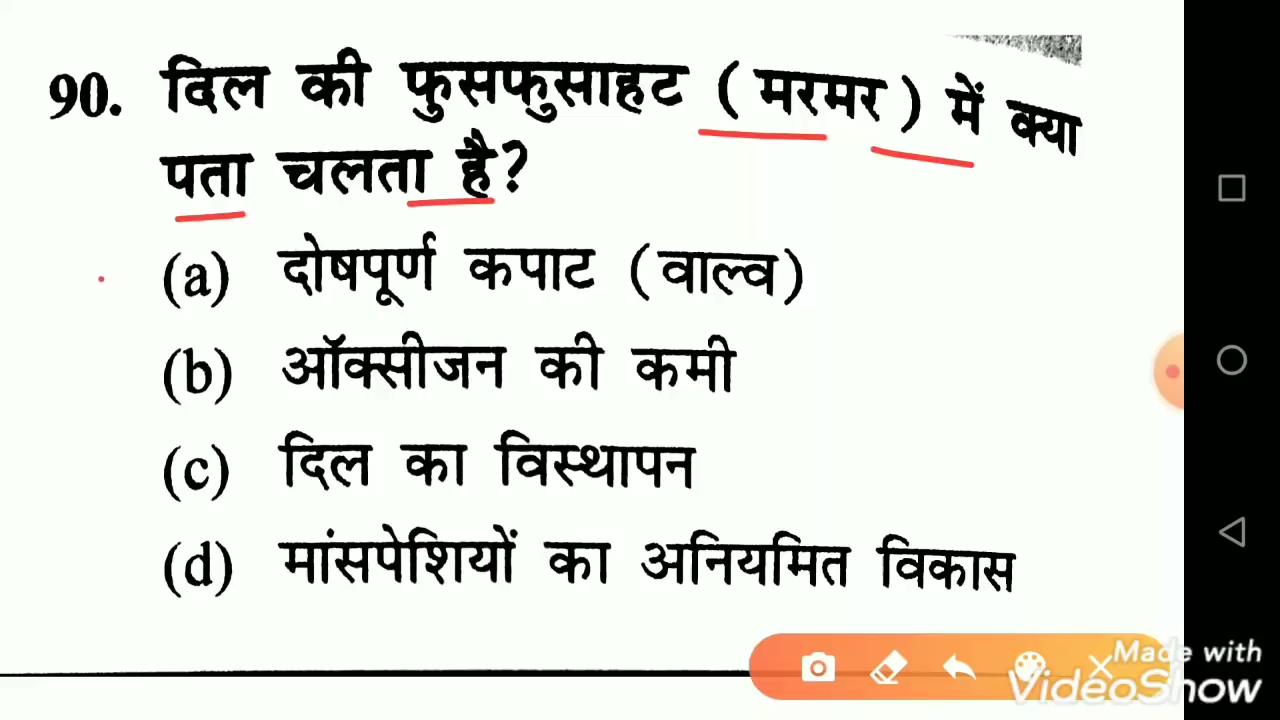 90. दिल की फुसफुसाहट (मरमर) में क्या
पता चलता है?
(a) दोषपूर्ण कपाट (वाल्व)
(b) ऑक्सीजन की कमी
(c) दिल का विस्थापन
(d) मांसपेशियों का अनियमित विकास
Made with
VideoShow